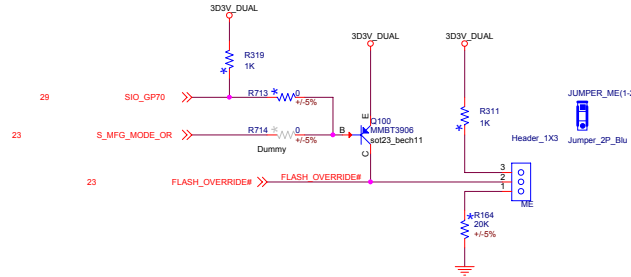 3D3V_DUAL
3D3V_DUAL
3D3V_DUAL
R319
1K
*
29
SIO_GP70
R713
*
0
+/-5%
23
S_MFG_MODE_OR
R714
*
0
+/-5%
Dummy
B
E
C
Q100
MMBT3906
sot23_bech11
R311
1K
*
JUMPER_ME(1-2
Header_1X3
Jumper_2P_Blu
23
FLASH_OVERRIDE#
FLASH_OVERRIDE#
3
2
1
ME
*
R164
20K
+/-5%